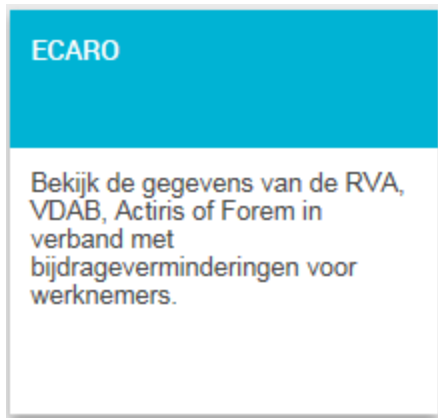 ECARO
Bekijk de gegevens van de RVA,
VDAB, Actiris of Forem in
verband met
bijdrageverminderingen voor
werknemers.